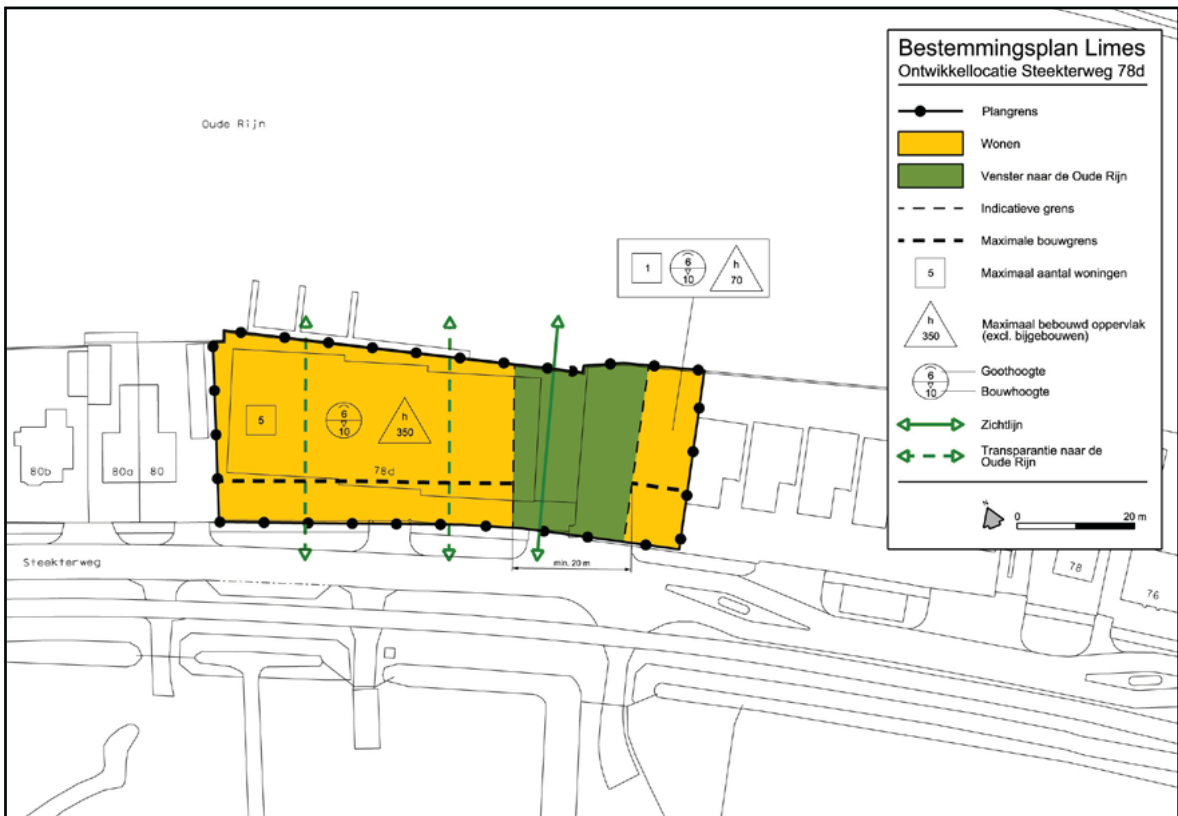 Bestemmingsplan Limes
Ontwikkellocatie Steekterweg 78d
Plangrens
Wonen
Venster naar de Oude Rijn
Indicatieve grens
Maximale bouwgrens
5
Maximaal aantal woningen
h
350
Maximaal bebouwd oppervlak
(excl. bijgebouwen)
6
10
Goothoogte
Bouwhoogte
Zichtlijn
Transparantie naar de
Oude Rijn
N
0
20 m
Oude Rijn
1
6
10
h
70
5
6
10
h
350
78d
80b
80a
80
Steekterweg
min. 20 m
78
76